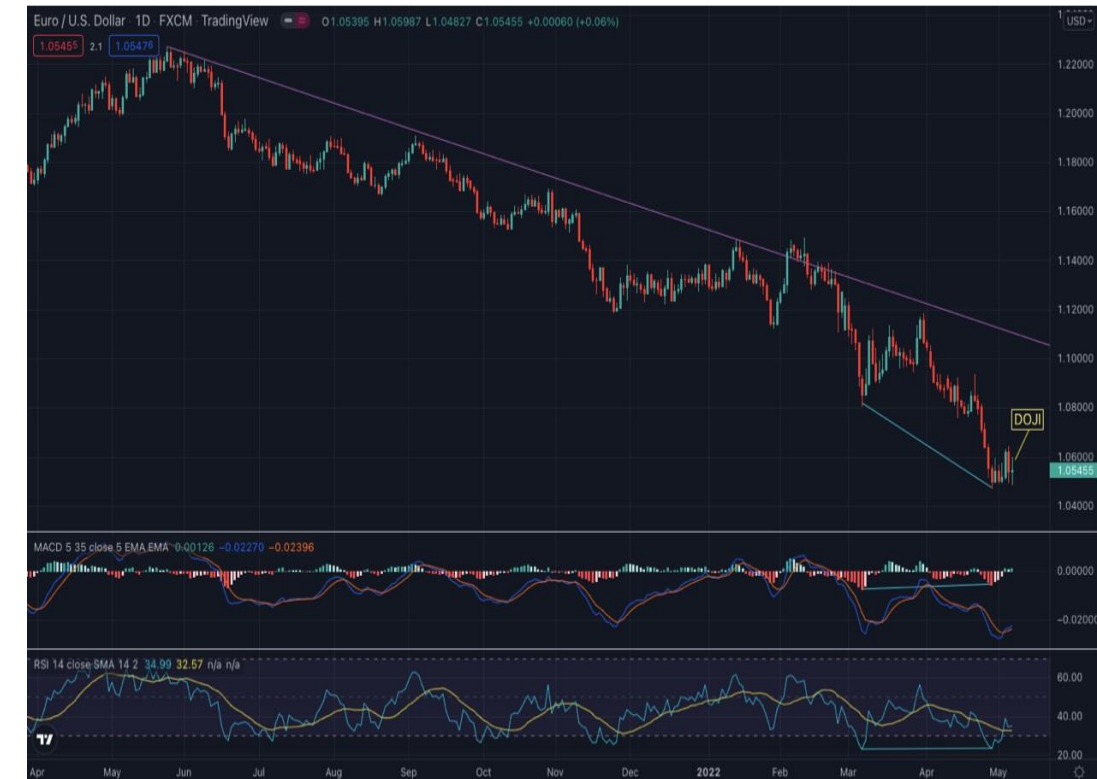 Euro / U.S. Dollar · 1D · FXCM · TradingView O1.05395 H1.05987 L1.04827 C1.05455 +0.00060 (+0.06%)
USD
1.05455 2.1 1.05476
1.22000
1.20000
1.18000
1.16000
1.14000
1.12000
1.10000
1.08000
DOJI
1.06000
1.05455
1.04000
MACD 5 35 close 5 EMA EMA 0.00126 −0.02270 −0.02396
0.00000
−0.02000
RSI 14 close SMA 14 2 34.99 32.57 n/a n/a
60.00
40.00
20.00
Apr May Jun Jul Aug Sep Oct Nov Dec 2022 Feb Mar Apr May